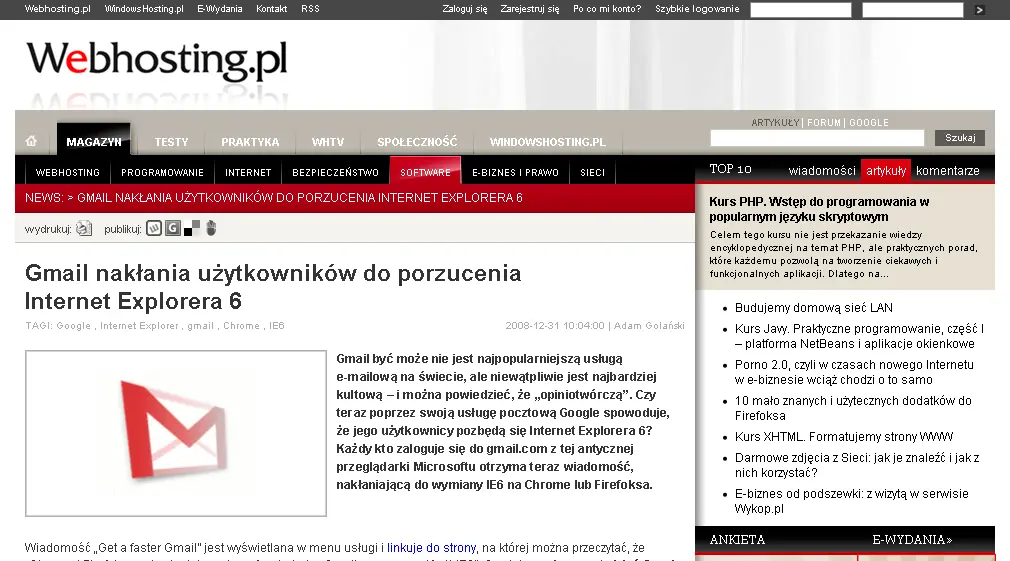 Webhosting.pl WindowsHosting.pl E-Wydania Kontakt RSS Zaloguj się Zarejestruj się Po co mi konto? Szybkie logowanie
Webhosting.pl
ARTYKUŁY | FORUM | GOOGLE
MAGAZYN TESTY PRAKTYKA WHTV SPOŁECZNOŚĆ WINDOWSHOSTING.PL
Szukaj
WEBHOSTING PROGRAMOWANIE INTERNET BEZPIECZEŃSTWO SOFTWARE E-BIZNES I PRAWO SIECI
NEWS: > GMAIL NAKŁANIA UŻYTKOWNIKÓW DO PORZUCENIA INTERNET EXPLORERA 6
wydrukuj: publikuj:
Gmail nakłania użytkowników do porzucenia
Internet Explorera 6
TAGI: Google , Internet Explorer , gmail , Chrome , IE6
2008-12-31 10:04:00 | Adam Golański
Gmail być może nie jest najpopularniejszą usługą
e-mailową na świecie, ale niewątpliwie jest najbardziej
kultową – i można powiedzieć, że „opiniotwórczą”. Czy
teraz poprzez swoją usługę pocztową Google spowoduje,
że jego użytkownicy pozbędą się Internet Explorera 6?
Każdy kto zaloguje się do gmail.com z tej antycznej
przeglądarki Microsoftu otrzyma teraz wiadomość,
nakłaniającą do wymiany IE6 na Chrome lub Firefoksa.
Wiadomość „Get a faster Gmail” jest wyświetlana w menu usługi i linkuje do strony, na której można przeczytać, że
TOP 10 wiadomości artykuły komentarze
Kurs PHP. Wstęp do programowania w
popularnym języku skryptowym
Celem tego kursu nie jest przekazanie wiedzy
encyklopedycznej na temat PHP, ale praktycznych porad,
które każdemu pozwolą na tworzenie ciekawych i
funkcjonalnych aplikacji. Dlatego na...
Budujemy domową sieć LAN
Kurs Javy. Praktyczne programowanie, część I
– platforma NetBeans i aplikacje okienkowe
Porno 2.0, czyli w czasach nowego Internetu
w e-biznesie wciąż chodzi o to samo
10 mało znanych i użytecznych dodatków do
Firefoksa
Kurs XHTML. Formatujemy strony WWW
Darmowe zdjęcia z Sieci: jak je znaleźć i jak z
nich korzystać?
E-biznes od podszewki: z wizytą w serwisie
Wykop.pl
ANKIETA E-WYDANIA»